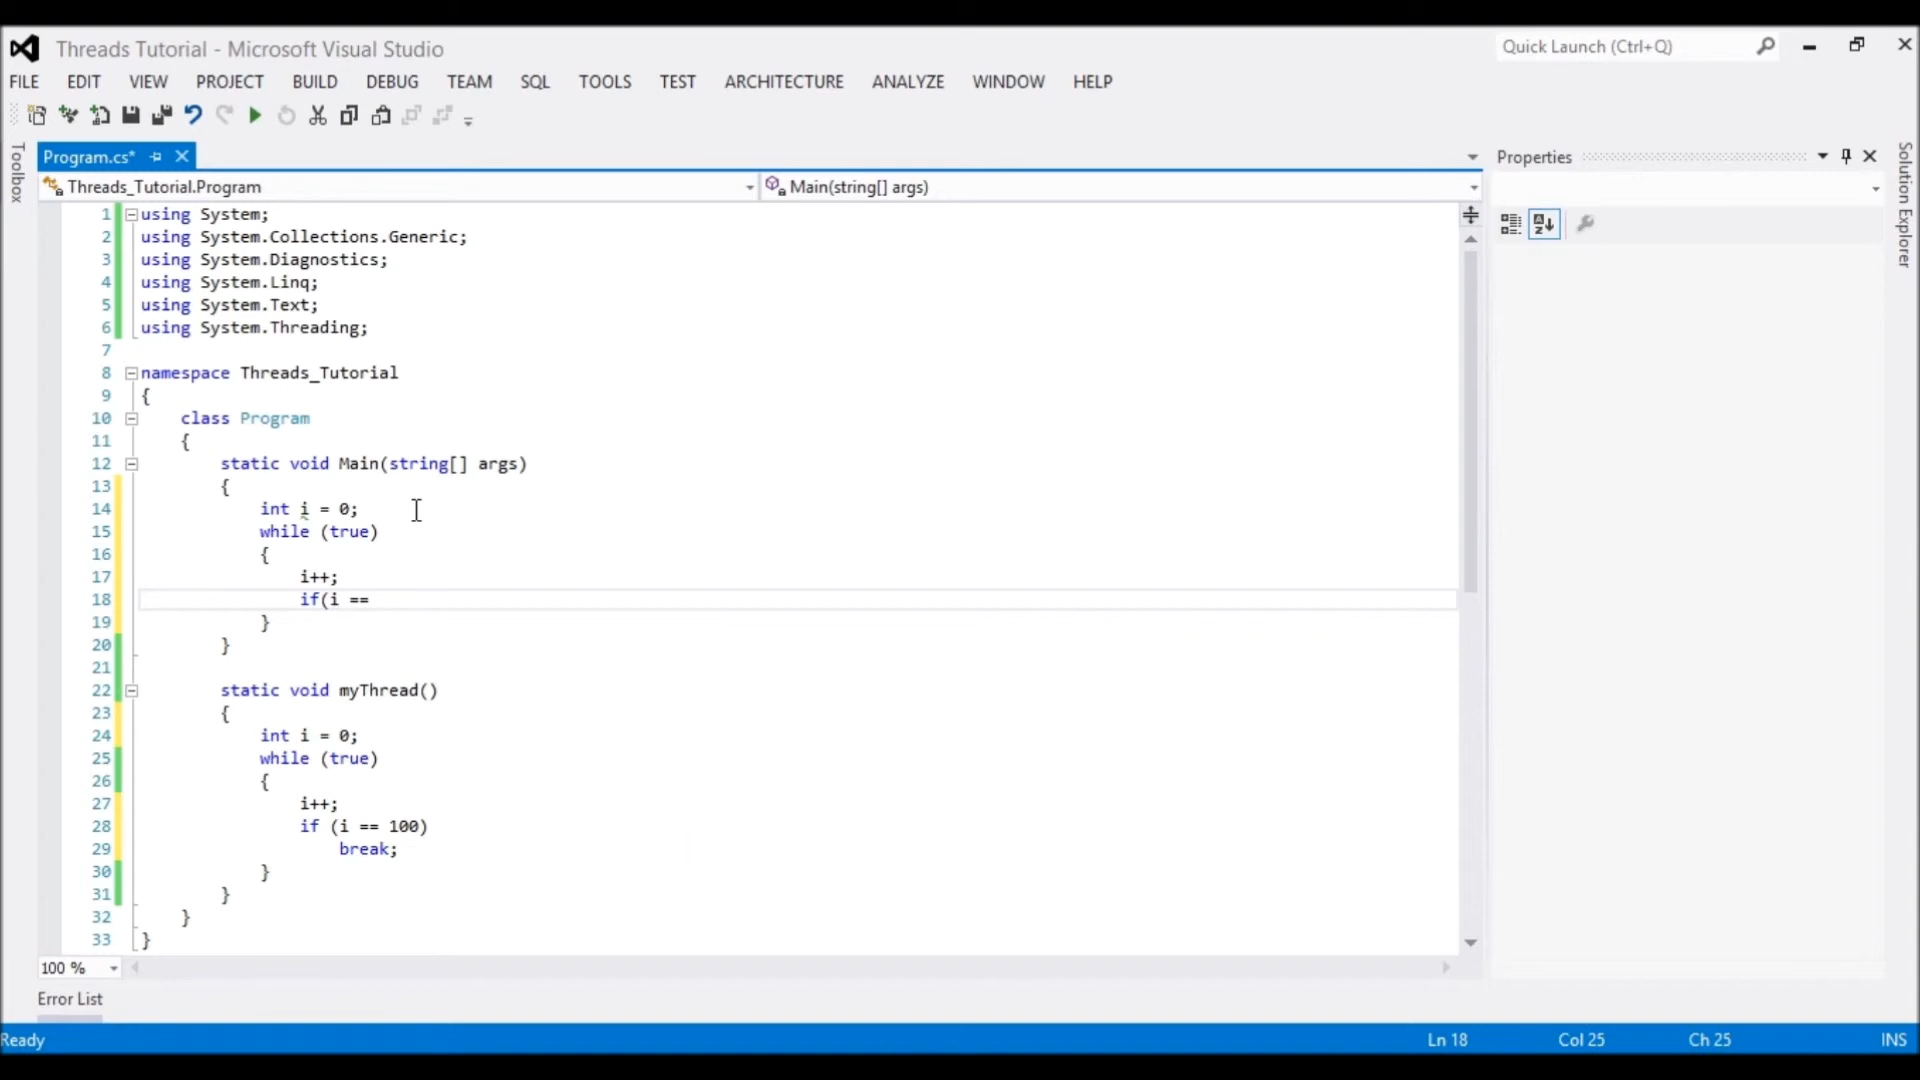 Threads Tutorial - Microsoft Visual Studio
Quick Launch (Ctrl+Q)
FILE EDIT VIEW PROJECT BUILD DEBUG TEAM SQL TOOLS TEST ARCHITECTURE ANALYZE WINDOW HELP
Toolbox
Program.cs*
Properties
Solution Explorer
Threads_Tutorial.Program
Main(string[] args)
1 using System;
2 using System.Collections.Generic;
3 using System.Diagnostics;
4 using System.Linq;
5 using System.Text;
6 using System.Threading;
7
8 namespace Threads_Tutorial
9 {
10 class Program
11 {
12 static void Main(string[] args)
13 {
14 int i = 0;
15 while (true)
16 {
17 i++;
18 if(i ==
19 }
20 }
21
22 static void myThread()
23 {
24 int i = 0;
25 while (true)
26 {
27 i++;
28 if (i == 100)
29 break;
30 }
31 }
32 }
33 }
100 %
Error List
Ready
Ln 18 Col 25 Ch 25 INS